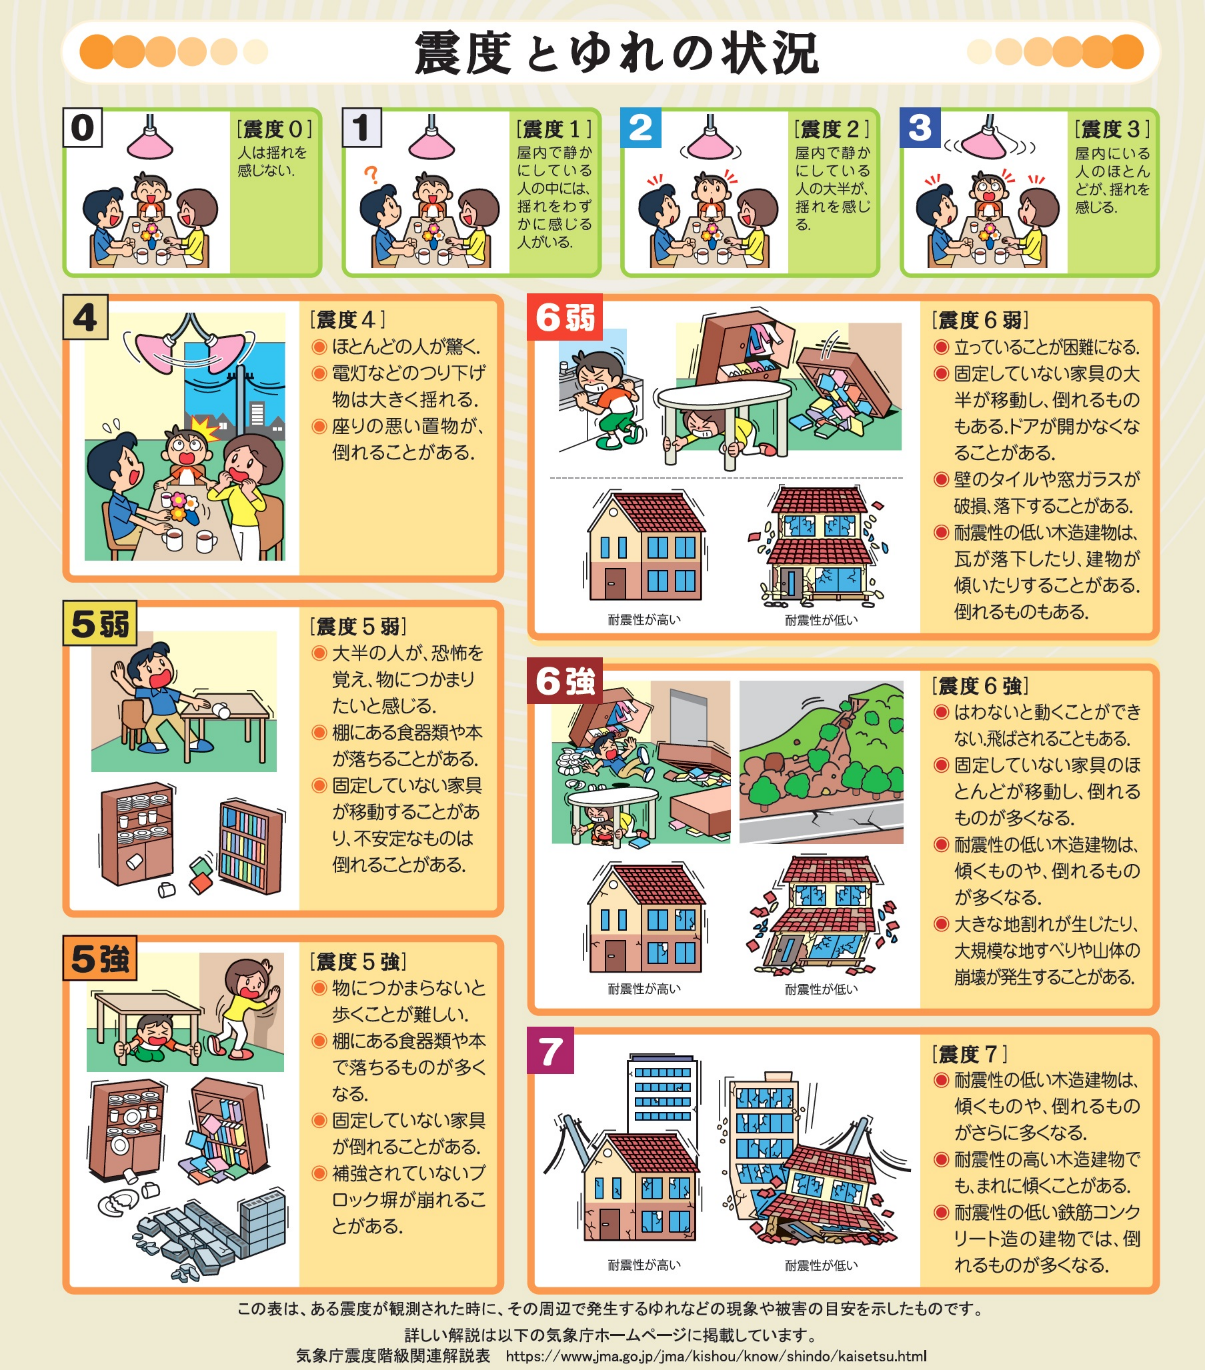 震度とゆれの状況
0
[震度0]
人は揺れを
感じない.
1
?
[震度1]
屋内で静か
にしている
人の中には、
揺れをわず
かに感じる
人がいる.
2
[震度2]
屋内で静か
にしている
人の大半が、
揺れを感じ
る.
3
[震度3]
屋内にいる
人のほとん
どが、揺れを
感じる.
4
[震度4]
ほとんどの人が驚く.
電灯などのつり下げ
物は大きく揺れる.
座りの悪い置物が、
倒れることがある.
5弱
[震度5弱]
大半の人が、恐怖を
覚え、物につかまり
たいと感じる.
棚にある食器類や本
が落ちることがある.
固定していない家具
が移動することがあ
り、不安定なものは
倒れることがある.
5強
[震度5強]
物につかまらないと
歩くことが難しい.
棚にある食器類や本
で落ちるものが多く
なる.
固定していない家具
が倒れることがある.
補強されていないブ
ロック塀が崩れるこ
とがある.
6弱
[震度6弱]
立っていることが困難になる.
固定していない家具の大
半が移動し、倒れるもの
もある.ドアが開かなくな
ることがある.
壁のタイルや窓ガラスが
破損、落下することがある.
耐震性の低い木造建物は、
瓦が落下したり、建物が
傾いたりすることがある.
倒れるものもある.
耐震性が高い
耐震性が低い
6強
[震度6強]
はわないと動くことができ
ない.飛ばされることもある.
固定していない家具のほ
とんどが移動し、倒れる
ものが多くなる.
耐震性の低い木造建物は、
傾くものや、倒れるもの
が多くなる.
大きな地割れが生じたり、
大規模な地すべりや山体の
崩壊が発生することがある.
耐震性が高い
耐震性が低い
7
[震度7]
耐震性の低い木造建物は、
傾くものや、倒れるもの
がさらに多くなる.
耐震性の高い木造建物で
も、まれに傾くことがある.
耐震性の低い鉄筋コンク
リート造の建物では、倒
れるものが多くなる.
耐震性が高い
耐震性が低い
この表は、ある震度が観測された時に、その周辺で発生するゆれなどの現象や被害の目安を示したものです。
詳しい解説は以下の気象庁ホームページに掲載しています。
気象庁震度階級関連解説表 https://www.jma.go.jp/jma/kishou/know/shindo/kaisetsu.html